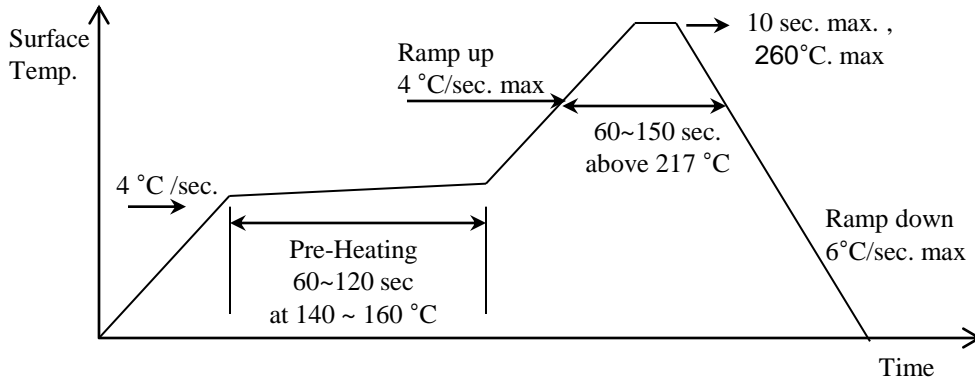 Surface
Temp.
Ramp up
4 °C/sec. max
10 sec. max. ,
260°C. max
60~150 sec.
above 217 °C
4 °C /sec.
Pre-Heating
60~120 sec
at 140 ~ 160 °C
Ramp down
6°C/sec. max
Time